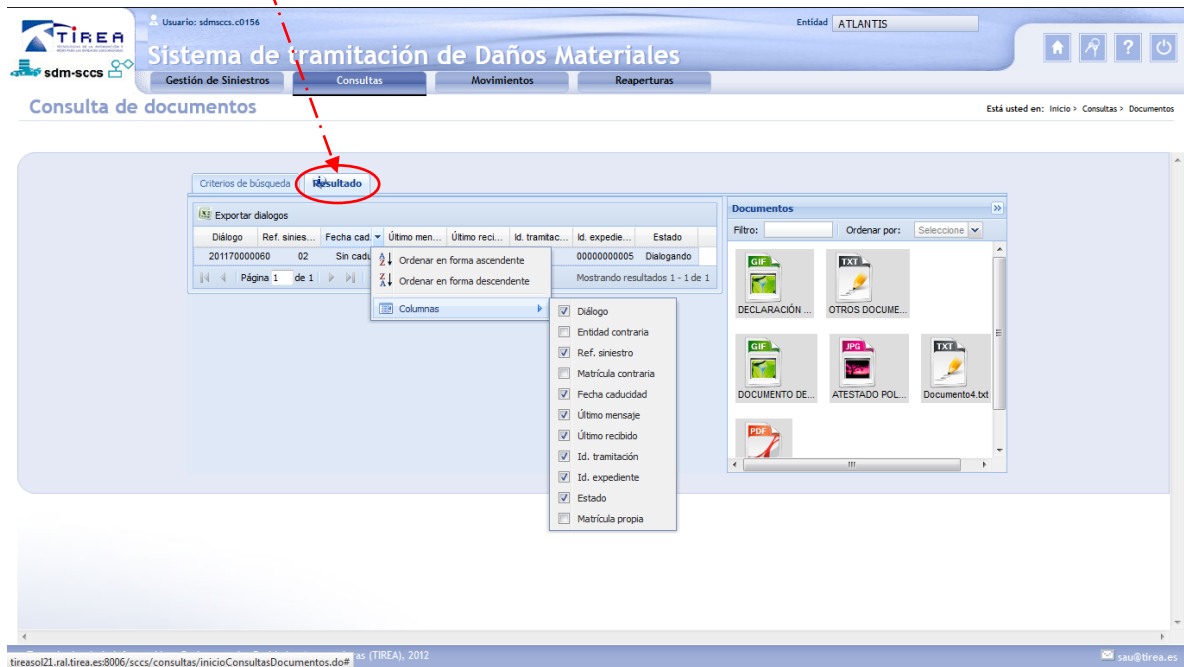 Usuario: sdmsccs.c0156
Entidad ATLANTIS
TIREA
sdm-sccs
Sistema de tramitación de Daños Materiales
? 
Gestión de Siniestros Consultas Movimientos Reaperturas
Consulta de documentos
Está usted en: Inicio > Consultas > Documentos
Criterios de búsqueda Resultado
Exportar dialogos
Diálogo Ref. sinies... Fecha cad. Último men... Último reci... Id. tramitac... Id. expedie... Estado
201170000060 02 Sin cadu 00000000005 Dialogando
Página 1 de 1 Mostrando resultados 1 - 1 de 1
Ordenar en forma ascendente
Ordenar en forma descendente
Columnas
Diálogo
Entidad contraria
Ref. siniestro
Matrícula contraria
Fecha caducidad
Último mensaje
Último recibido
Id. tramitación
Id. expediente
Estado
Matrícula propia
Documentos
Filtro: Ordenar por: Seleccione
GIF TXT
DECLARACIÓN ... OTROS DOCUME...
GIF JPG TXT
DOCUMENTO DE... ATESTADO POL... Documento4.txt
PDF
tireasol21.ral.tirea.es:8006/sccs/consultas/inicioConsultasDocumentos.do#
as (TIREA), 2012
sau@tirea.es